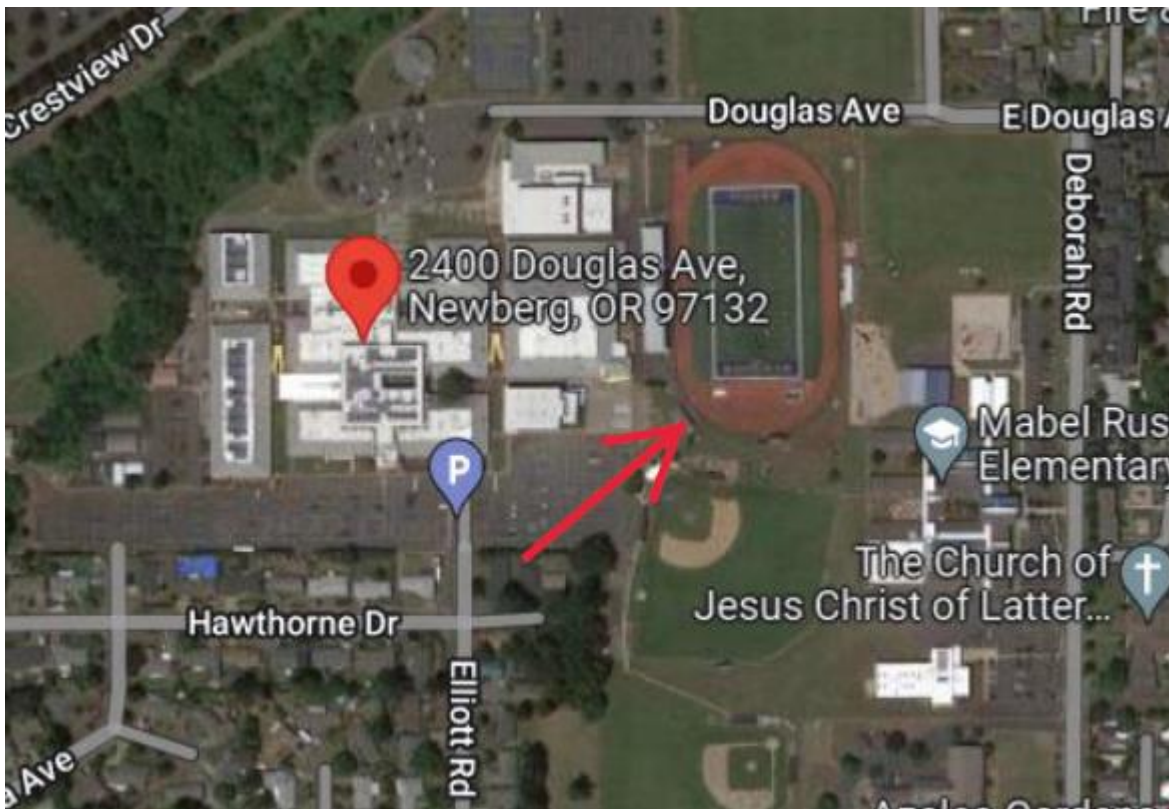 Crestview Dr
Douglas Ave
E Douglas
Deborah Rd
2400 Douglas Ave,
Newberg, OR 97132
P
Mabel Rus
Elementary
The Church of
Jesus Christ of Latter...
Hawthorne Dr
Elliott Rd
Ave